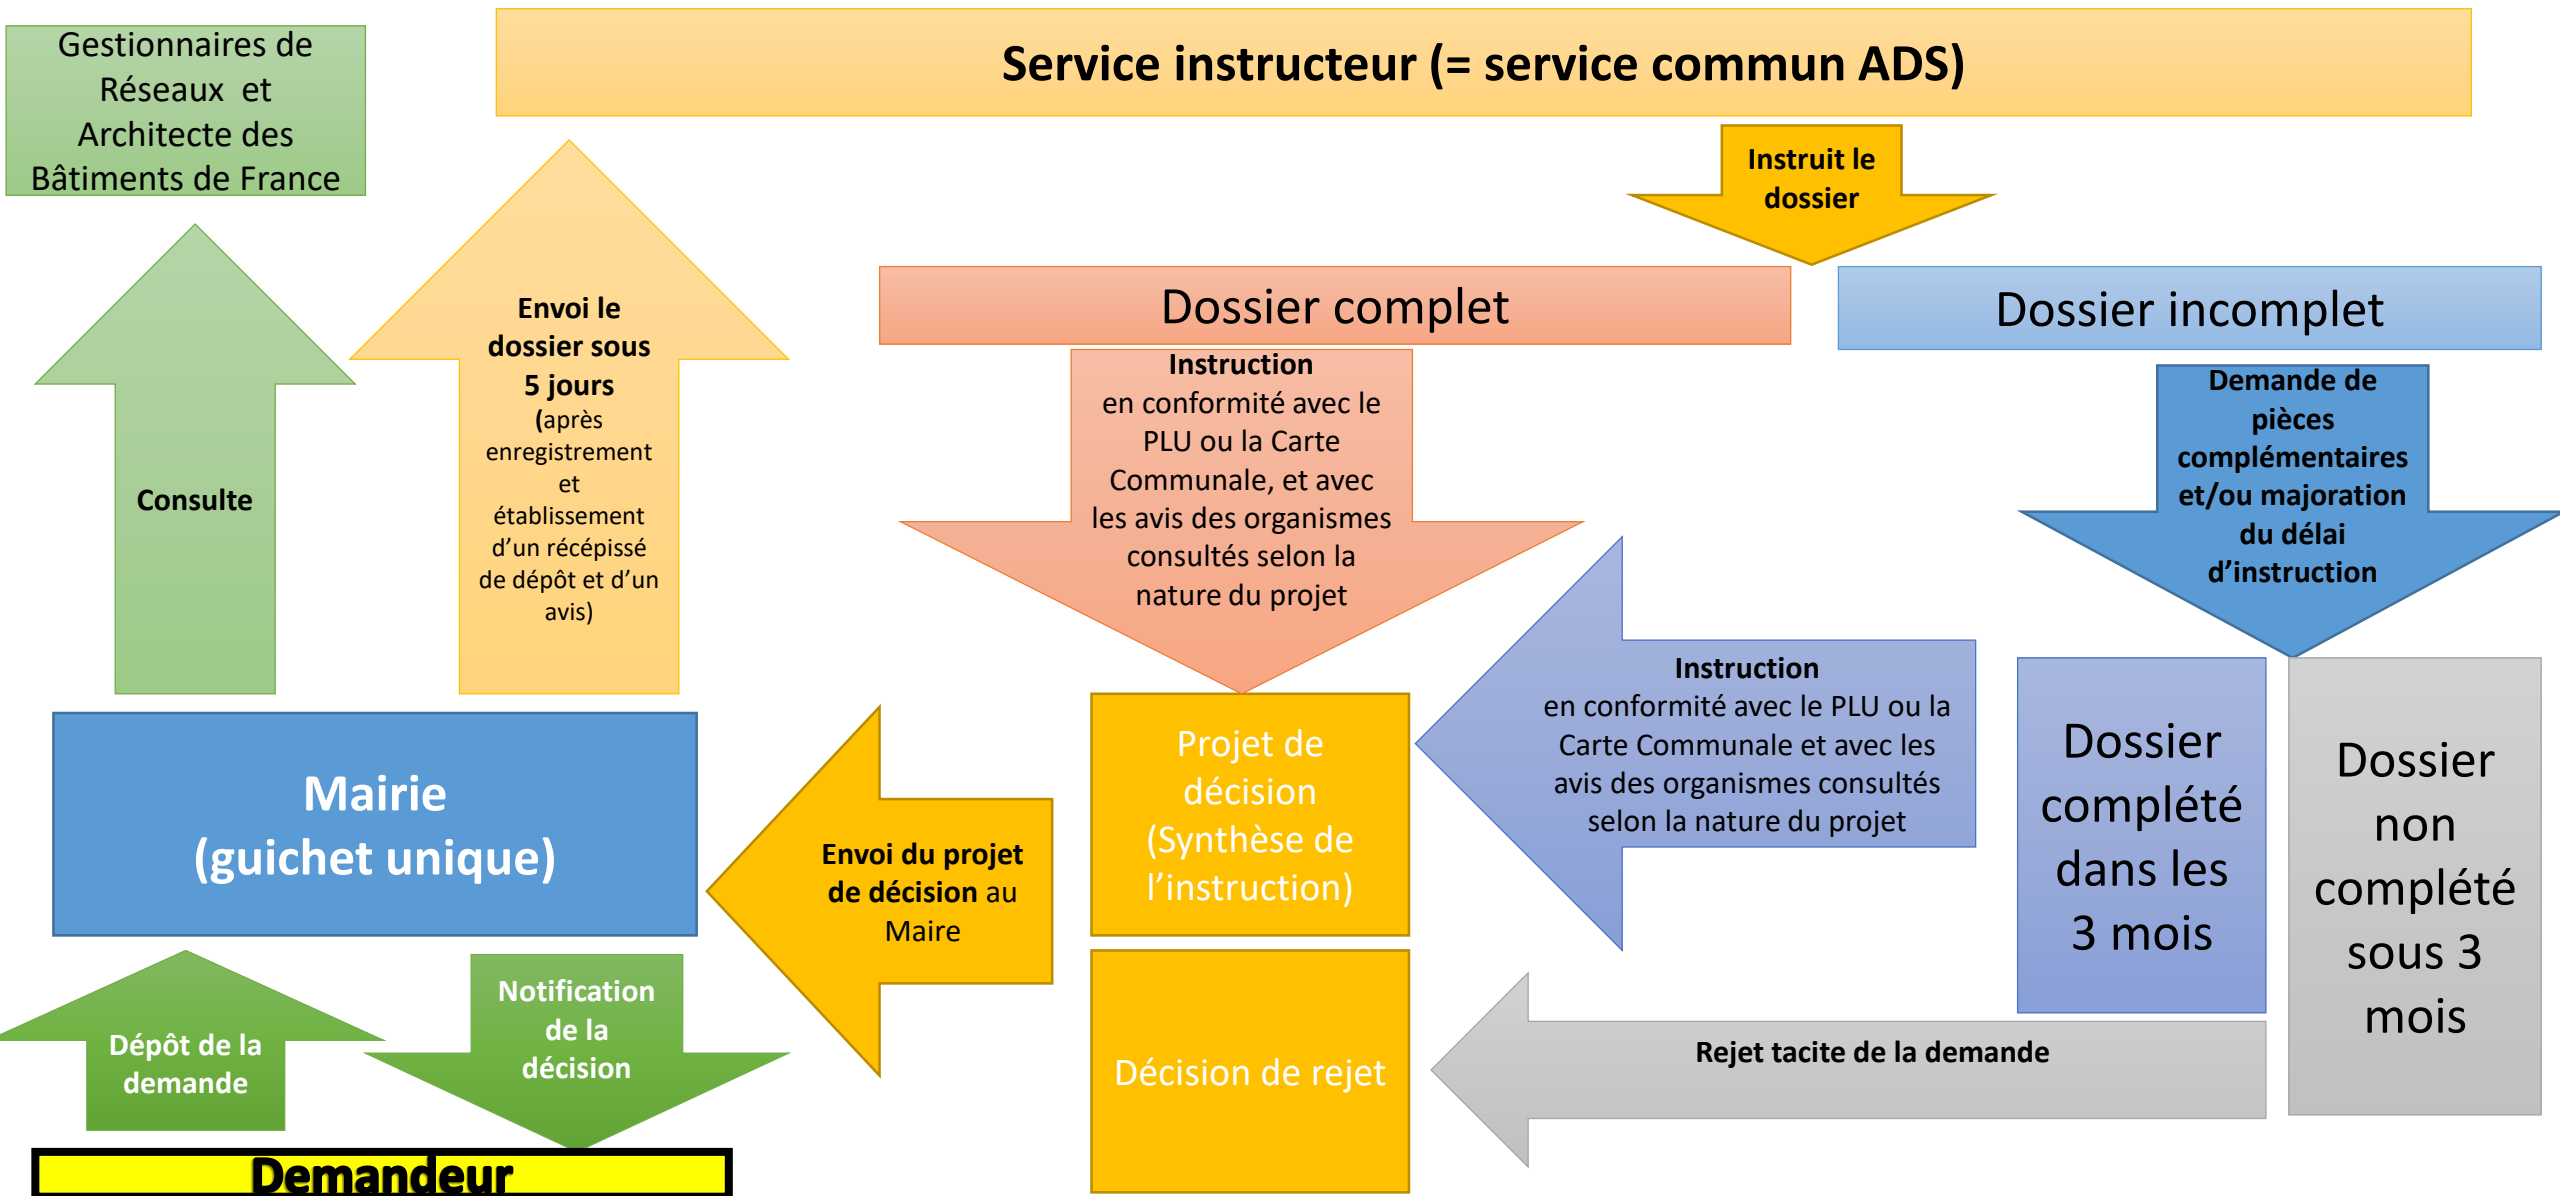 Gestionnaires de
Réseaux et
Architecte des
Bâtiments de France
Service instructeur (= service commun ADS)
Instruit le
dossier
Dossier complet
Dossier incomplet
Consulte
Envoi le
dossier sous
5 jours
(après
enregistrement
et
établissement
d’un récépissé
de dépôt et d’un
avis)
Instruction
en conformité avec le
PLU ou la Carte
Communale, et avec
les avis des organismes
consultés selon la
nature du projet
Demande de
pièces
complémentaires
et/ou majoration
du délai
d’instruction
Instruction
en conformité avec le PLU ou la
Carte Communale et avec les
avis des organismes consultés
selon la nature du projet
Dossier
complété
dans les
3 mois
Dossier
non
complété
sous 3
mois
Mairie
(guichet unique)
Envoi du projet
de décision au
Maire
Projet de
décision
(Synthèse de
l’instruction)
Décision de rejet
Rejet tacite de la demande
Dépôt de la
demande
Notification
de la
décision
Demandeur